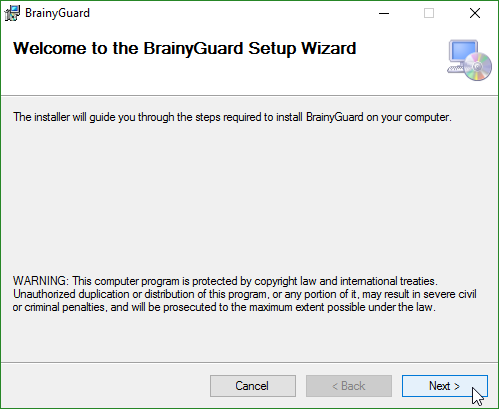 BrainyGuard
Welcome to the BrainyGuard Setup Wizard
The installer will guide you through the steps required to install BrainyGuard on your computer.
WARNING: This computer program is protected by copyright law and international treaties.
Unauthorized duplication or distribution of this program, or any portion of it, may result in severe civil
or criminal penalties, and will be prosecuted to the maximum extent possible under the law.
Cancel
< Back
Next >